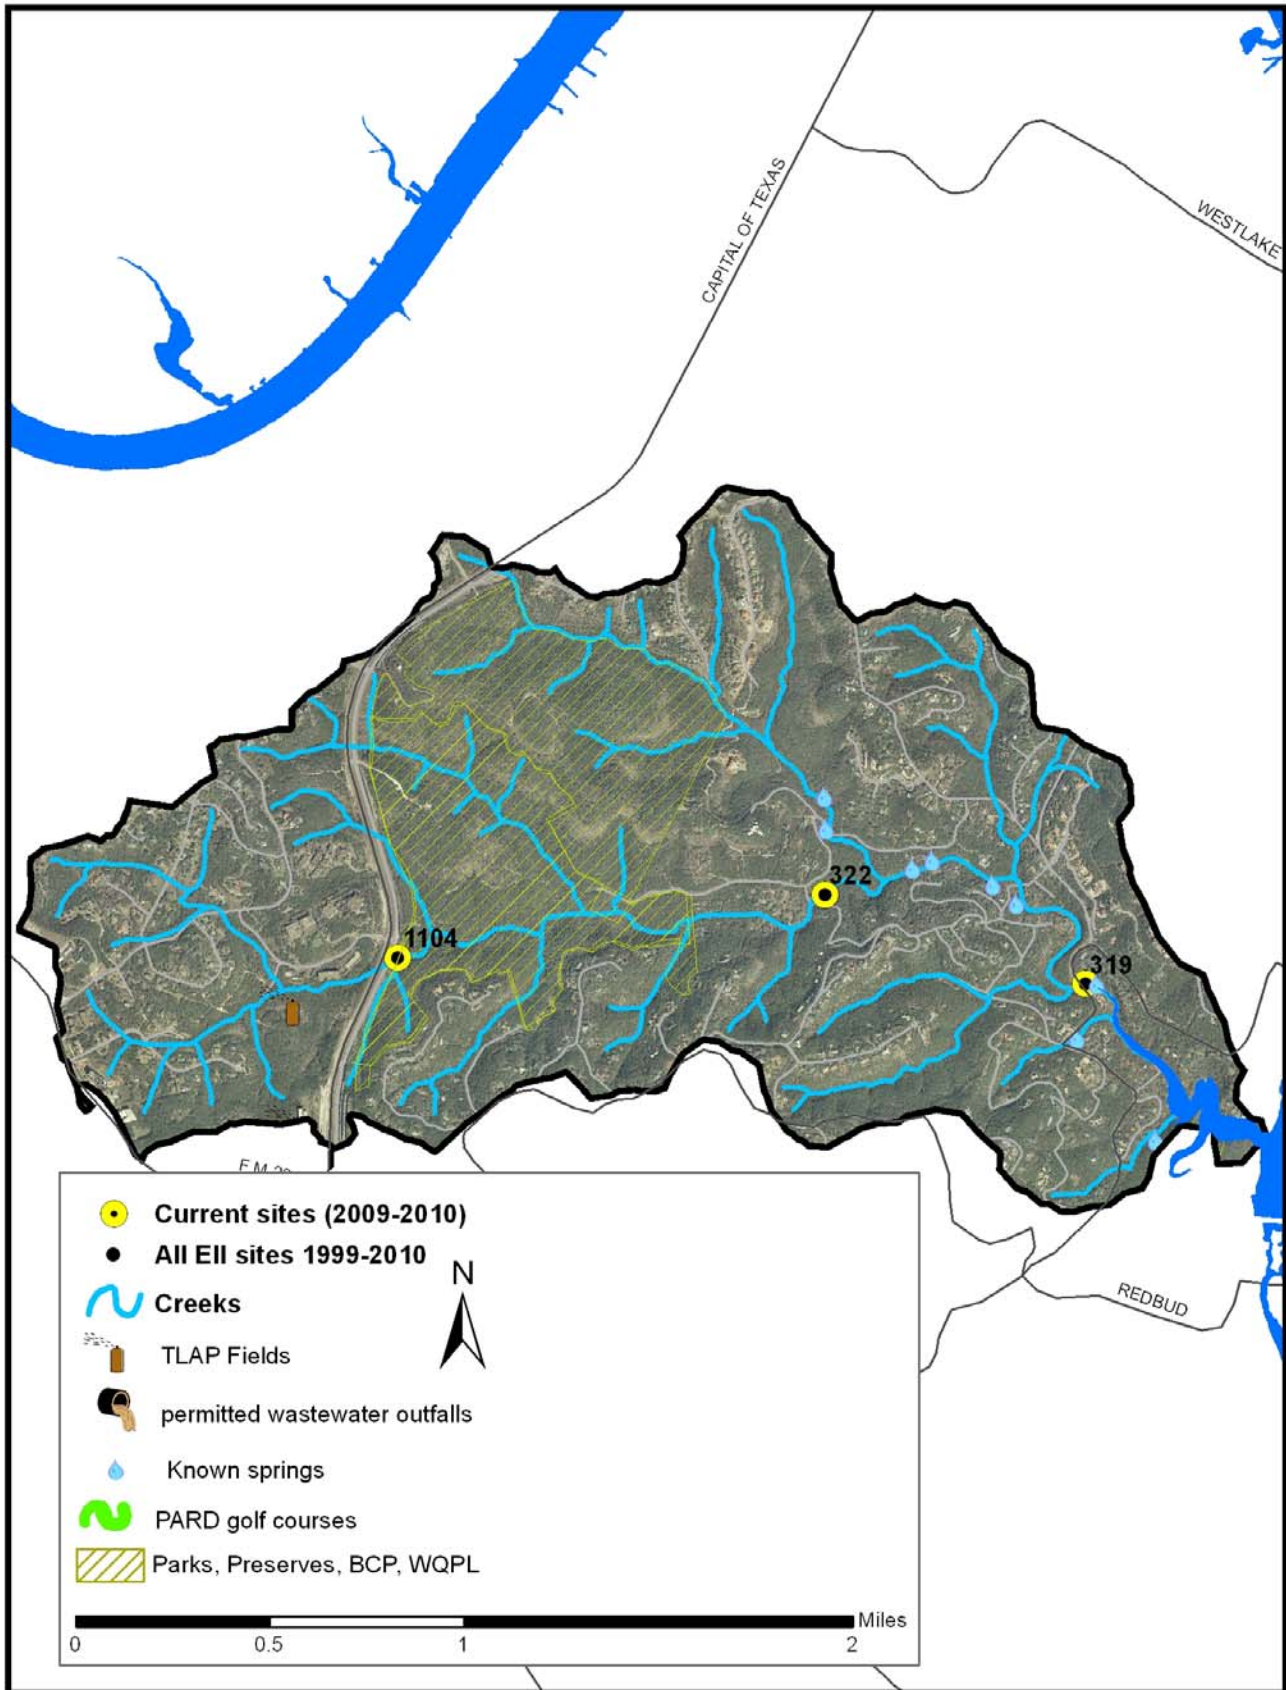 CAPITAL OF TEXAS
WESTLAKE
322
1104
319
F.M.
Current sites (2009-2010)
All EII sites 1999-2010
N
Creeks
TLAP Fields
permitted wastewater outfalls
Known springs
PARD golf courses
Parks, Preserves, BCP, WQPL
REDBUD
Miles
0 0.5 1 2